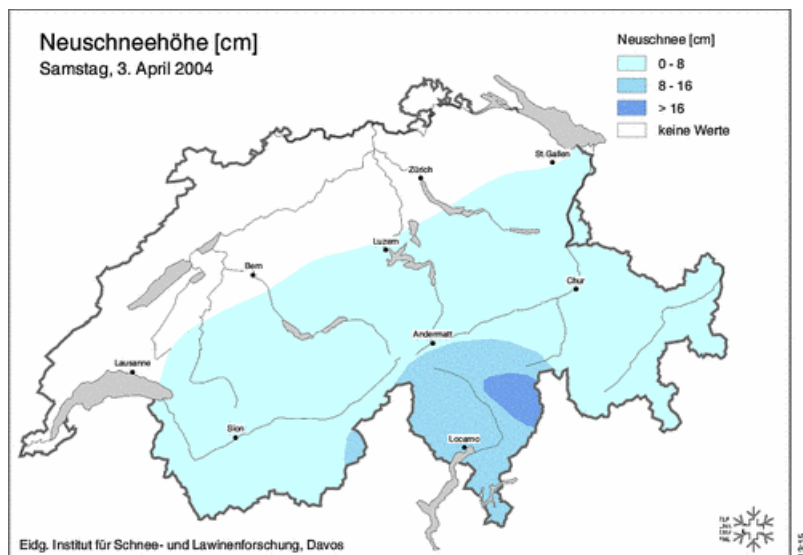 Neuschneehöhe [cm]
Samstag, 3. April 2004
Neuschnee [cm]
0 - 8
8 - 16
> 16
keine Werte
St.Gallen
Zürich
Luzern
Bern
Chur
Andermatt
Lausanne
Sion
Locarno
Eidg. Institut für Schnee- und Lawinenforschung, Davos